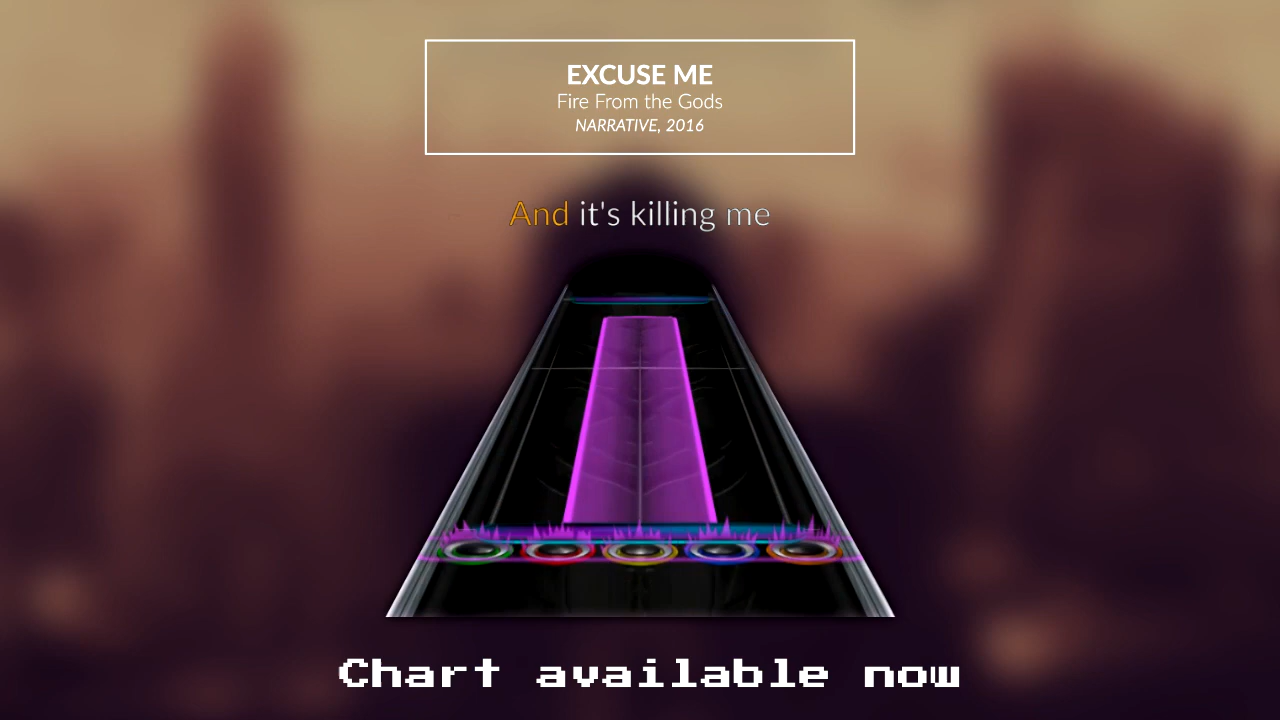 EXCUSE ME
Fire From the Gods
NARRATIVE, 2016
And it's killing me
Chart available now